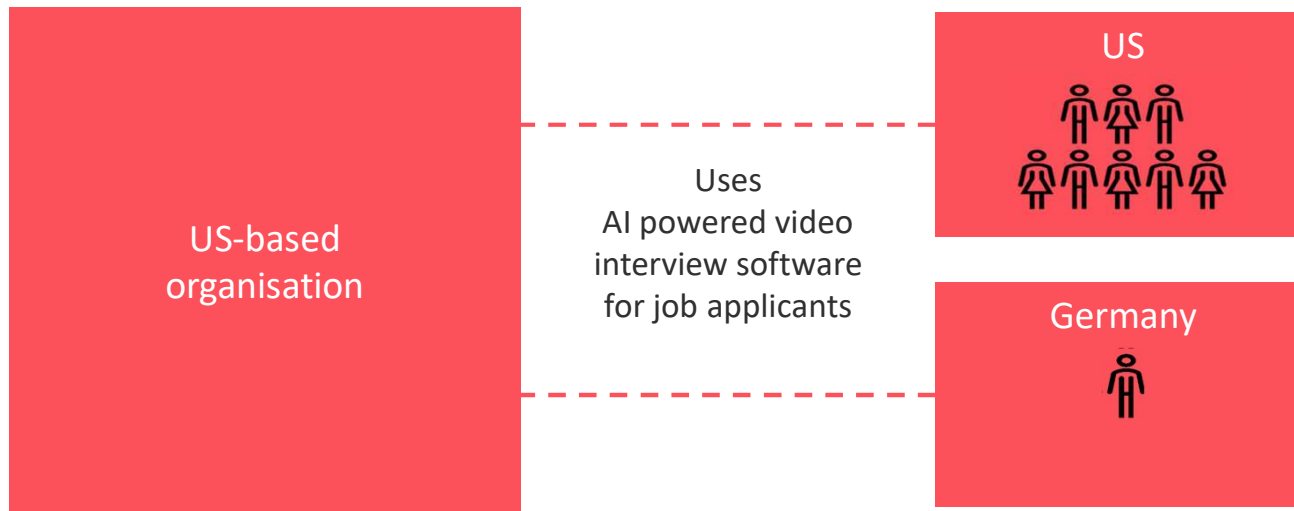 US-based
organisation
Uses
AI powered video
interview software
for job applicants
US
Germany